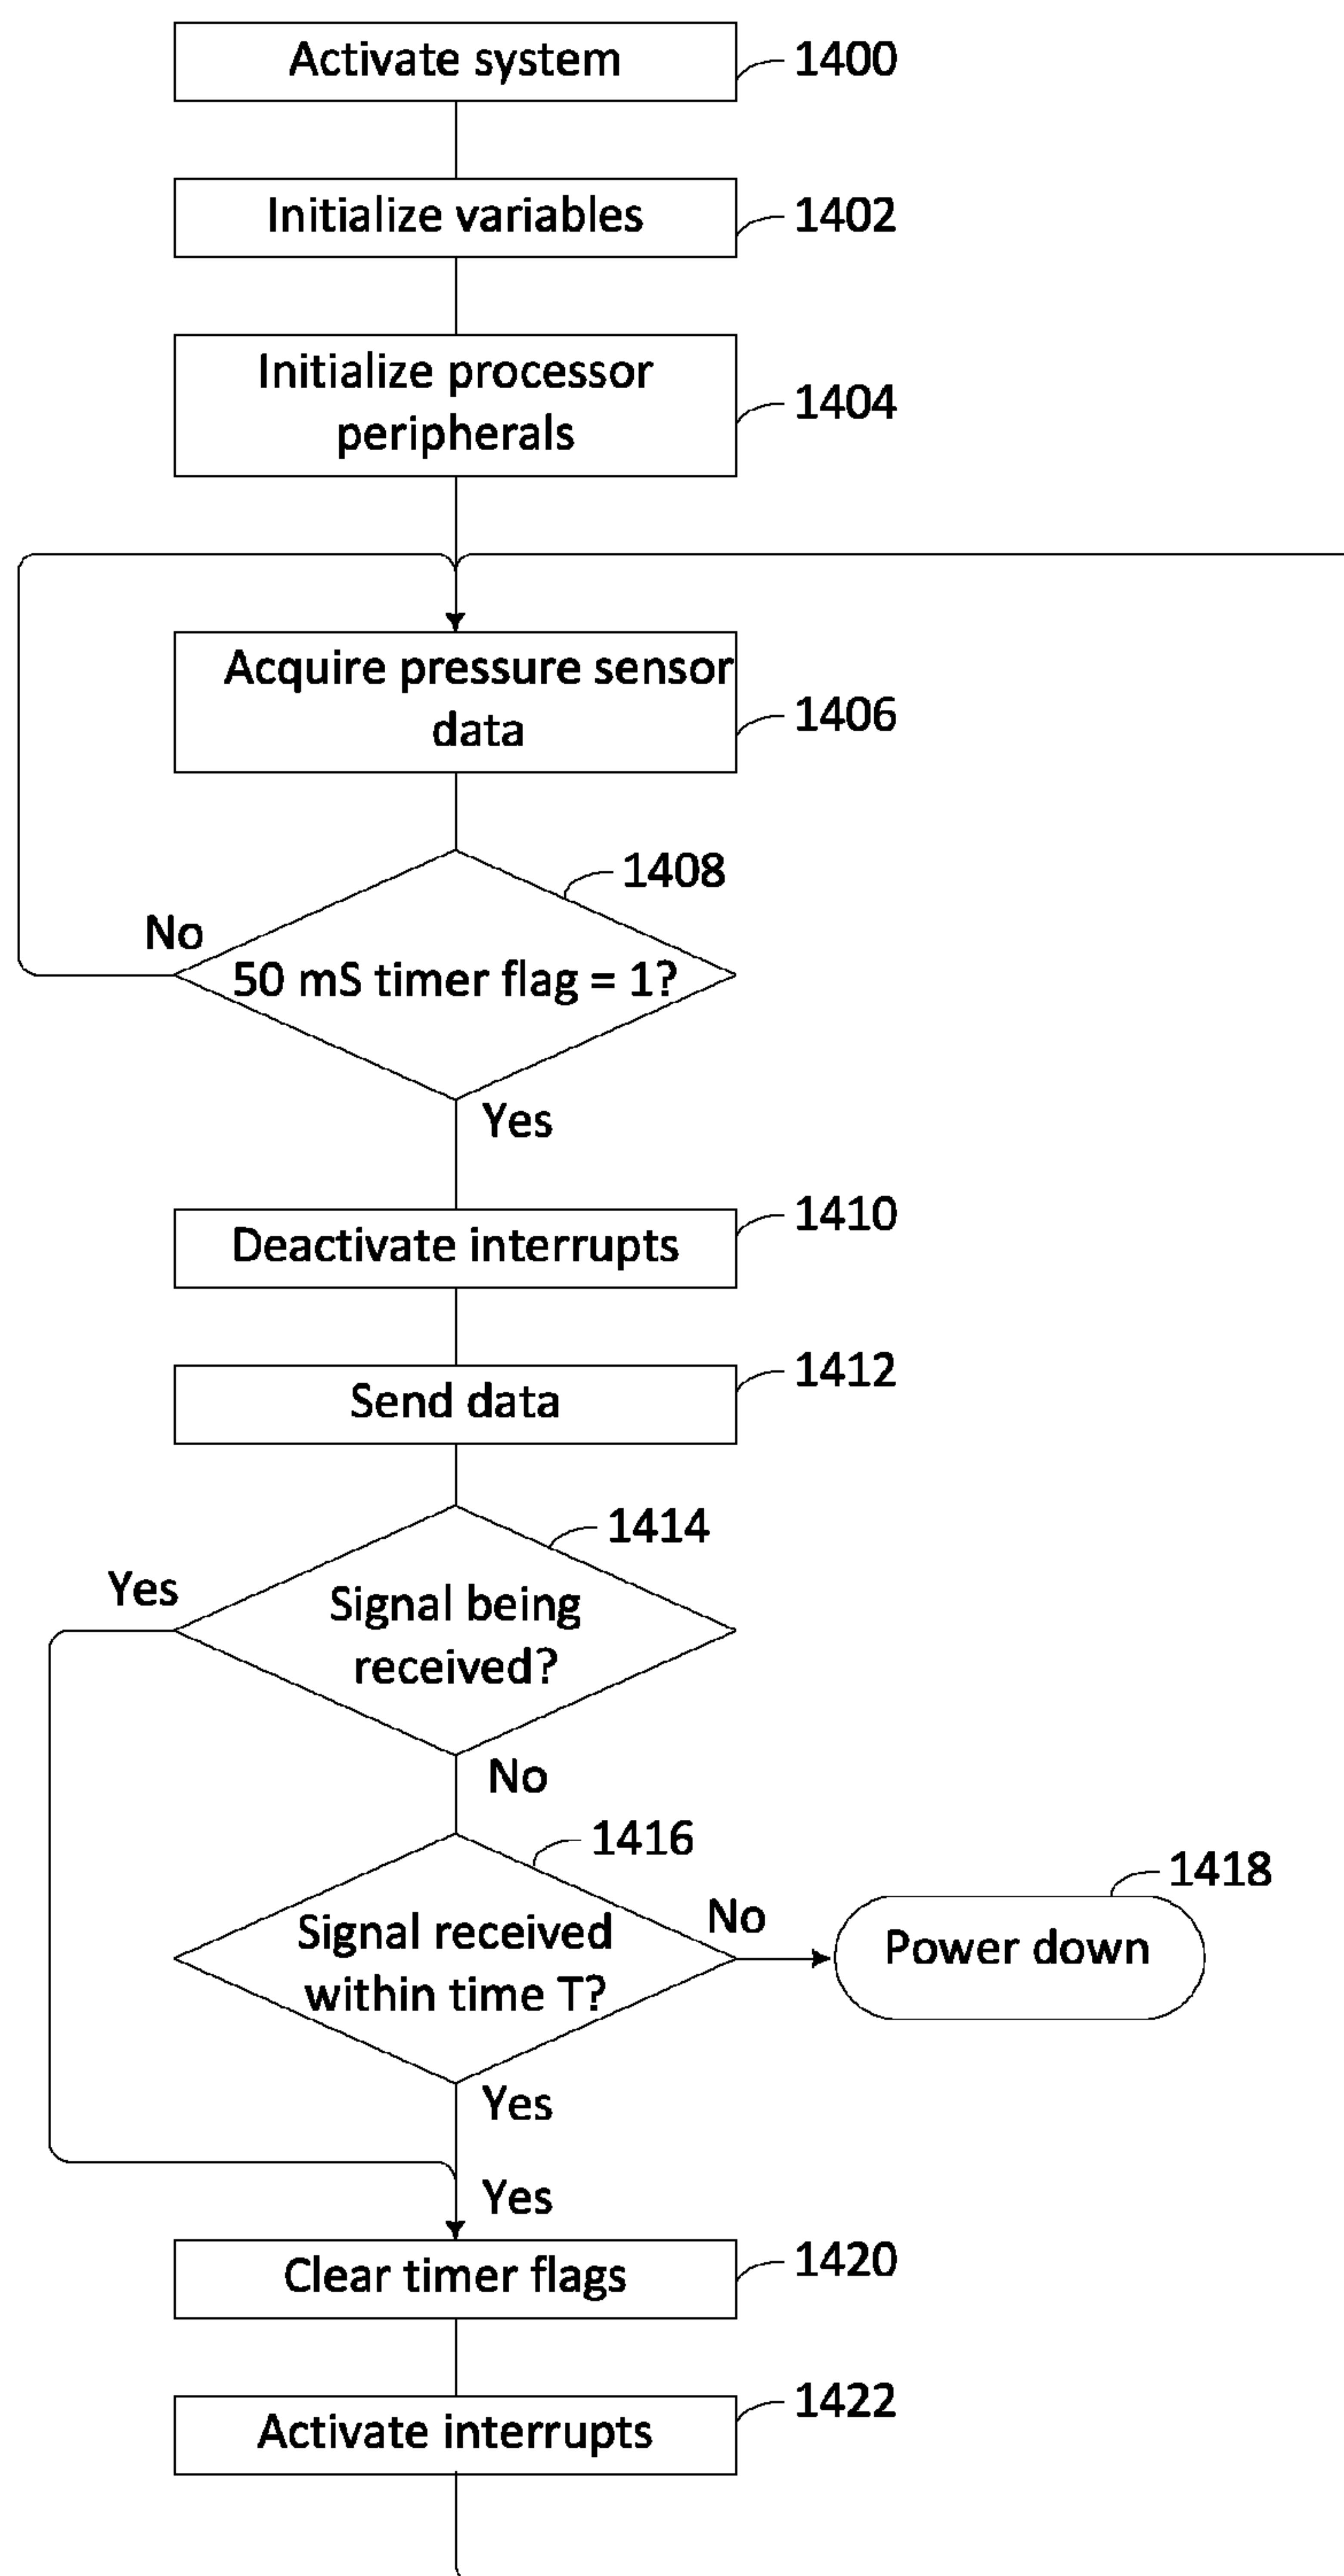 Activate system
1400
Initialize variables
1402
Initialize processor
peripherals
1404
Acquire pressure sensor
data
1406
1408
No
50 mS timer flag = 1?
Yes
1410
Deactivate interrupts
1412
Send data
1414
Yes
Signal being
received?
No
1416
1418
No
Signal received
within time T?
Power down
Yes
Yes
Clear timer flags
1420
Activate interrupts
1422